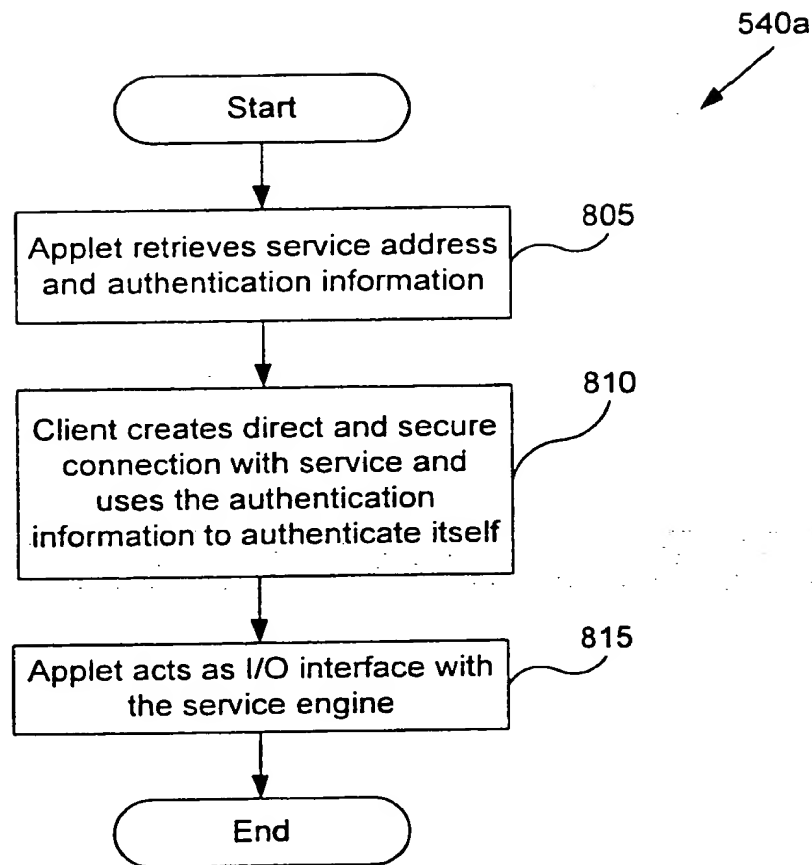 540a
Start
805
Applet retrieves service address
and authentication information
810
Client creates direct and secure
connection with service and
uses the authentication
information to authenticate itself
815
Applet acts as I/O interface with
the service engine
End